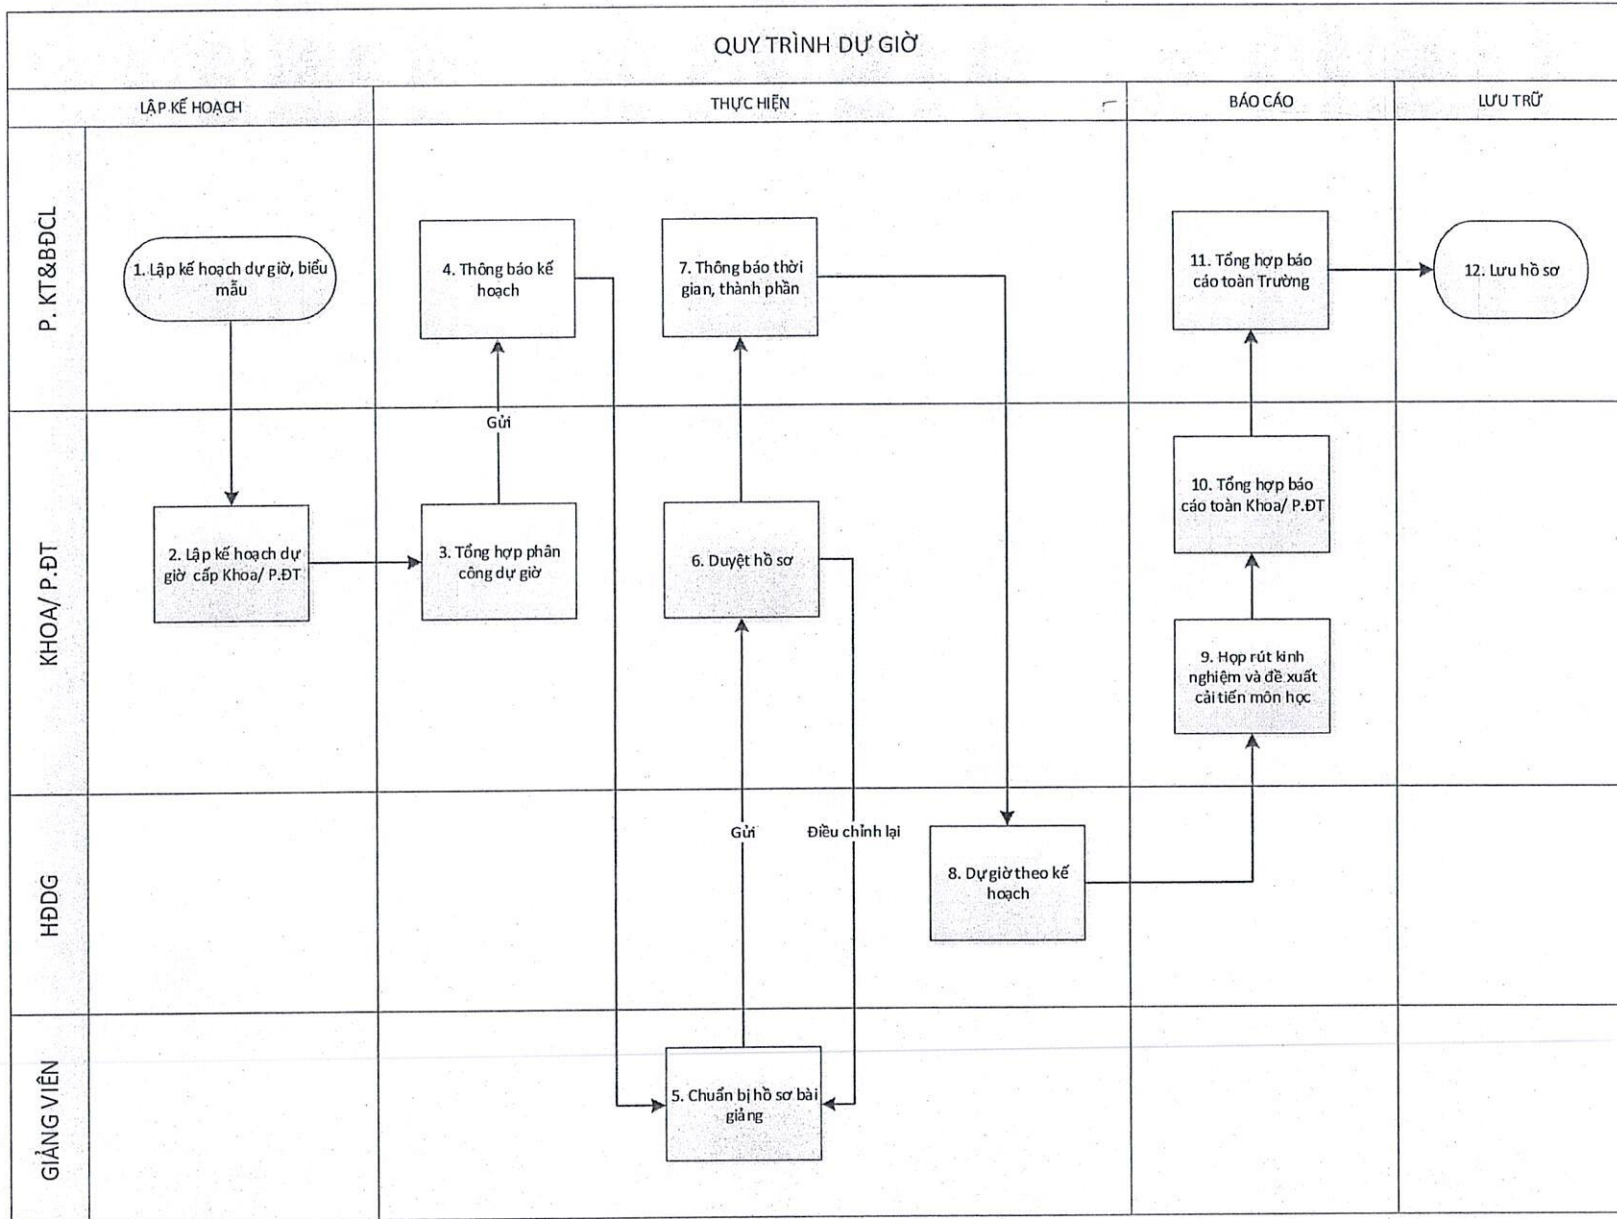 QUY TRÌNH DỰ GIỜ
LẬP KẾ HOẠCH
THỰC HIỆN
BÁO CÁO
LƯU TRỮ
P. KT&BĐCL
1. Lập kế hoạch dự giờ, biểu
mẫu
4. Thông báo kế
hoạch
7. Thông báo thời
gian, thành phần
11. Tổng hợp báo
cáo toàn Trường
12. Lưu hồ sơ
KHOA/ P.ĐT
Gửi
2. Lập kế hoạch dự
giờ cấp Khoa/ P.ĐT
3. Tổng hợp phân
công dự giờ
6. Duyệt hồ sơ
10. Tổng hợp báo
cáo toàn Khoa/ P.ĐT
9. Họp rút kinh
nghiệm và đề xuất
cải tiến môn học
HĐDG
Gửi
Điều chỉnh lại
8. Dự giờ theo kế
hoạch
GIẢNG VIÊN
5. Chuẩn bị hồ sơ bài
giảng